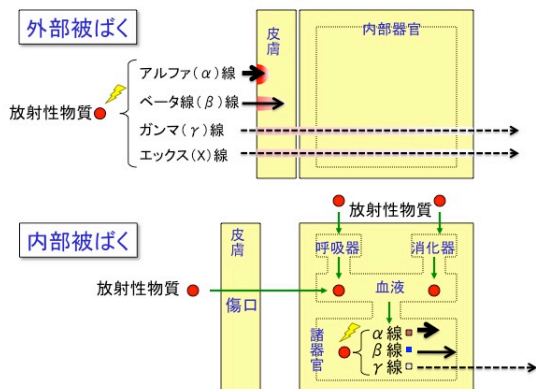 外部被ばく
皮膚
内部器官
アルファ(α)線
ベータ線(β)線
放射性物質
ガンマ(γ)線
エックス(X)線
放射性物質
内部被ばく
皮膚
呼吸器
消化器
放射性物質
傷口
血液
諸器官
α線
β線
γ線